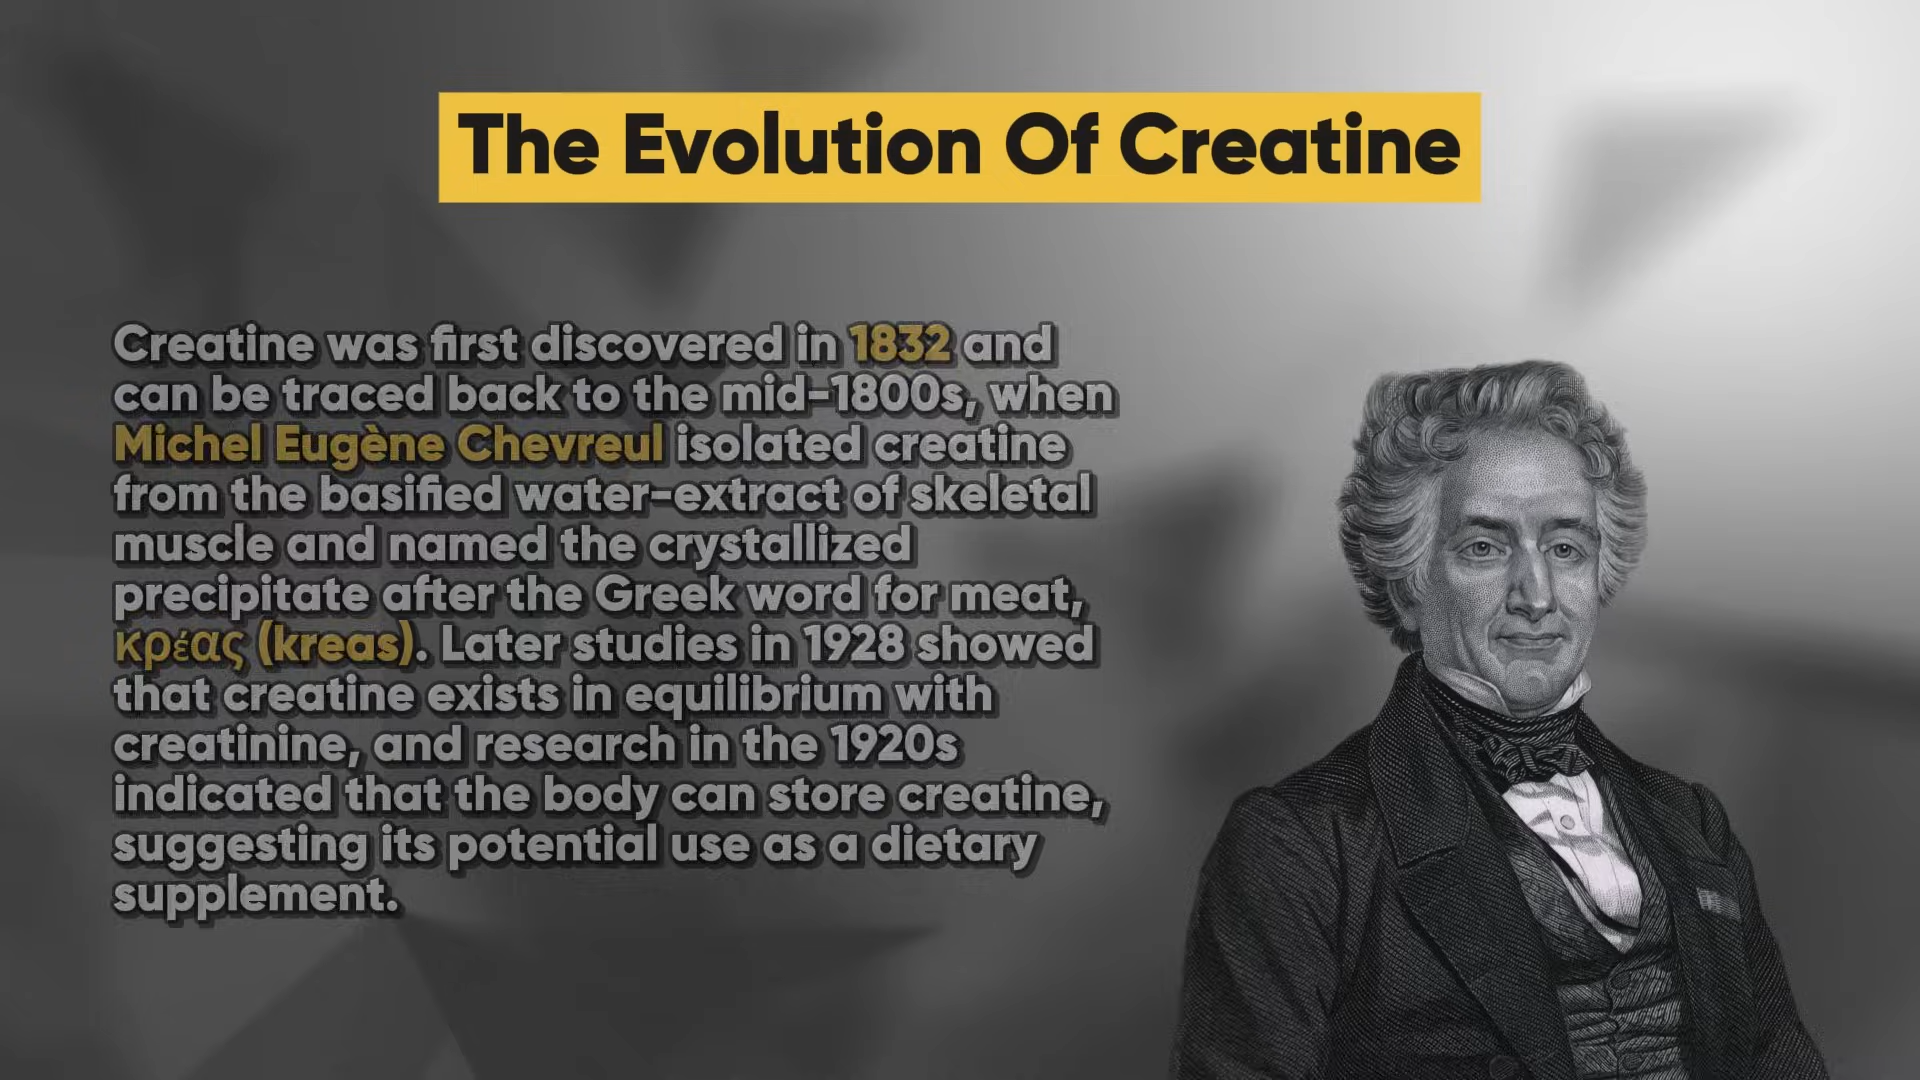 The Evolution Of Creatine
Creatine was first discovered in 1832 and
can be traced back to the mid-1800s, when
Michel Eugène Chevreul isolated creatine
from the basified water-extract of skeletal
muscle and named the crystallized
precipitate after the Greek word for meat,
κρέας (kreas). Later studies in 1928 showed
that creatine exists in equilibrium with
creatinine, and research in the 1920s
indicated that the body can store creatine,
suggesting its potential use as a dietary
supplement.